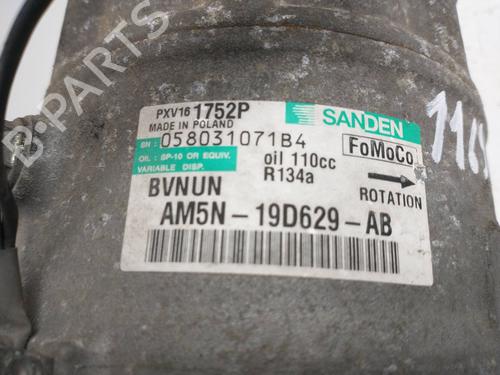 PXV16 1752P
MADE IN POLAND
SANDEN
SN: 058031071B4
FoMoCo
OIL : SP-10 OR EQUIV.
VARIABLE DISP.
oil 110cc
R134a
ROTATION
BVNUN
AM5N-19D629-AB
B-PARTS